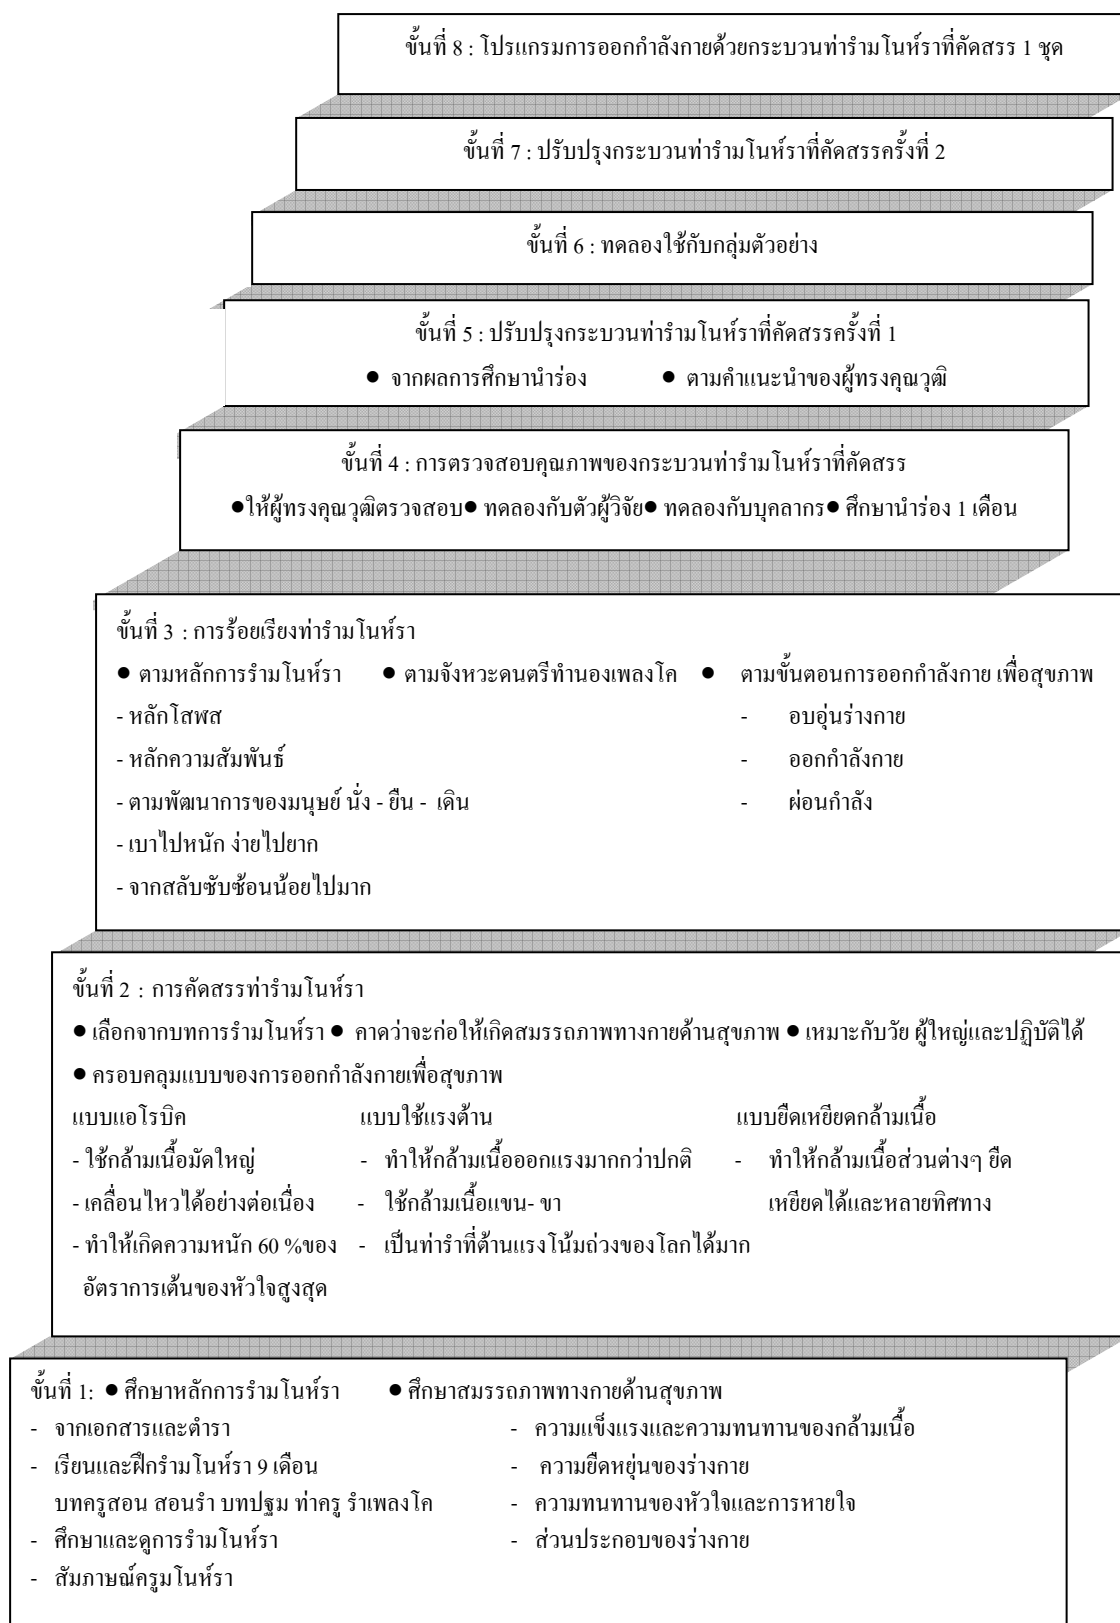 ขั้นที่ 8 : โปรแกรมการออกกำลังกายด้วยกระบวนท่ารำมโนห์ราที่คัดสรร 1 ชุด
ขั้นที่ 7 : ปรับปรุงกระบวนท่ารำมโนห์ราที่คัดสรรครั้งที่ 2
ขั้นที่ 6 : ทดลองใช้กับกลุ่มตัวอย่าง
ขั้นที่ 5 : ปรับปรุงกระบวนท่ารำมโนห์ราที่คัดสรรครั้งที่ 1
● จากผลการศึกษานำร่อง ● ตามคำแนะนำของผู้ทรงคุณวุฒิ
ขั้นที่ 4 : การตรวจสอบคุณภาพของกระบวนท่ารำมโนห์ราที่คัดสรร
●ให้ผู้ทรงคุณวุฒิตรวจสอบ● ทดลองกับตัวผู้วิจัย● ทดลองกับบุคลากร● ศึกษานำร่อง 1 เดือน
ขั้นที่ 3 : การร้อยเรียงท่ารำมโนห์รา
● ตามหลักการรำมโนห์รา ● ตามจังหวะดนตรีทำนองเพลงโค ● ตามขั้นตอนการออกกำลังกาย เพื่อสุขภาพ
- หลักโสฬส - อบอุ่นร่างกาย
- หลักความสัมพันธ์ - ออกกำลังกาย
- ตามพัฒนาการของมนุษย์ นั่ง - ยืน - เดิน - ผ่อนกำลัง
- เบาไปหนัก ง่ายไปยาก
- จากสลับซับซ้อนน้อยไปมาก
ขั้นที่ 2 : การคัดสรรท่ารำมโนห์รา
● เลือกจากบทการรำมโนห์รา ● คาดว่าจะก่อให้เกิดสมรรถภาพทางกายด้านสุขภาพ ● เหมาะกับวัย ผู้ใหญ่และปฏิบัติได้
● ครอบคลุมแบบของการออกกำลังกายเพื่อสุขภาพ
แบบแอโรบิค แบบใช้แรงต้าน แบบยืดเหยียดกล้ามเนื้อ
- ใช้กล้ามเนื้อมัดใหญ่ - ทำให้กล้ามเนื้อออกแรงมากกว่าปกติ - ทำให้กล้ามเนื้อส่วนต่างๆ ยืด
- เคลื่อนไหวได้อย่างต่อเนื่อง - ใช้กล้ามเนื้อแขน- ขา เหยียดได้และหลายทิศทาง
- ทำให้เกิดความหนัก 60 %ของ - เป็นท่ารำที่ต้านแรงโน้มถ่วงของโลกได้มาก
อัตราการเต้นของหัวใจสูงสุด
ขั้นที่ 1: ● ศึกษาหลักการรำมโนห์รา ● ศึกษาสมรรถภาพทางกายด้านสุขภาพ
- จากเอกสารและตำรา - ความแข็งแรงและความทนทานของกล้ามเนื้อ
- เรียนและฝึกรำมโนห์รา 9 เดือน - ความยืดหยุ่นของร่างกาย
บทครูสอน สอนรำ บทปฐม ท่าครู รำเพลงโค - ความทนทานของหัวใจและการหายใจ
- ศึกษาและดูการรำมโนห์รา - ส่วนประกอบของร่างกาย
- สัมภาษณ์ครูมโนห์รา